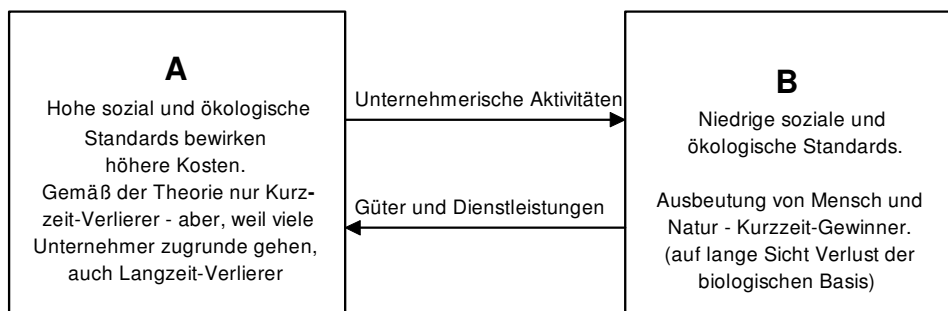 A
Hohe sozial und ökologische
Standards bewirken
höhere Kosten.
Gemäß der Theorie nur Kurz-
zeit-Verlierer - aber, weil viele
Unternehmer zugrunde gehen,
auch Langzeit-Verlierer
Unternehmerische Aktivitäten
Güter und Dienstleistungen
B
Niedrige soziale und
ökologische Standards.
Ausbeutung von Mensch und
Natur - Kurzzeit-Gewinner.
(auf lange Sicht Verlust der
biologischen Basis)